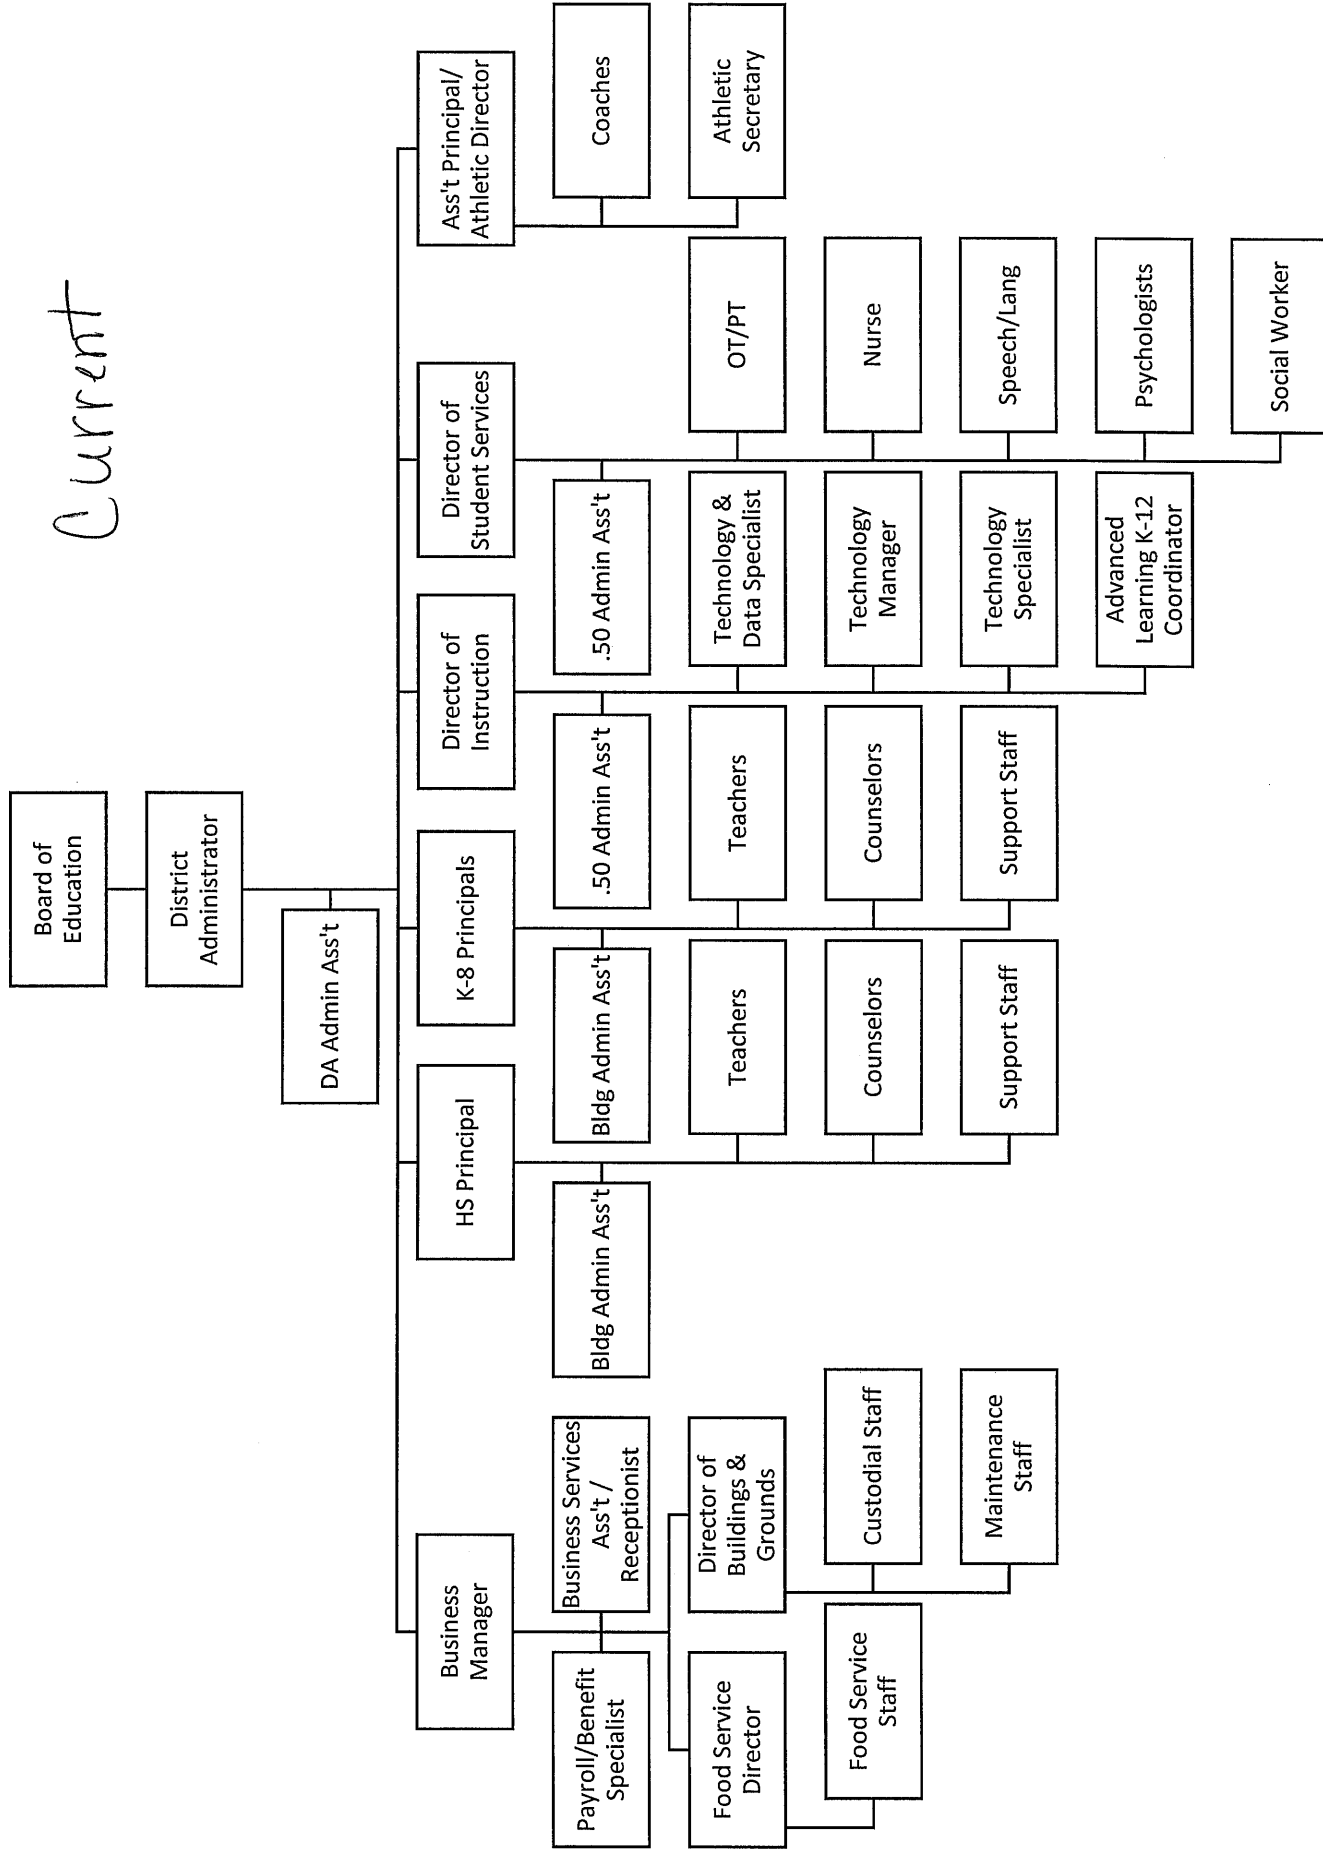 Current
Board of
Education
District
Administrator
DA Admin Ass't
Business
Manager
HS Principal
K-8 Principals
Director of
Instruction
Director of
Student Services
Ass't Principal/
Athletic Director
Payroll/Benefit
Specialist
Business Services
Ass't /
Receptionist
Bldg Admin Ass't
Bldg Admin Ass't
.50 Admin Ass't
.50 Admin Ass't
Coaches
Food Service
Director
Director of
Buildings &
Grounds
Teachers
Teachers
Technology &
Data Specialist
OT/PT
Athletic
Secretary
Food Service
Staff
Custodial Staff
Counselors
Counselors
Technology
Manager
Nurse
Maintenance
Staff
Support Staff
Support Staff
Technology
Specialist
Speech/Lang
Advanced
Learning K-12
Coordinator
Psychologists
Social Worker